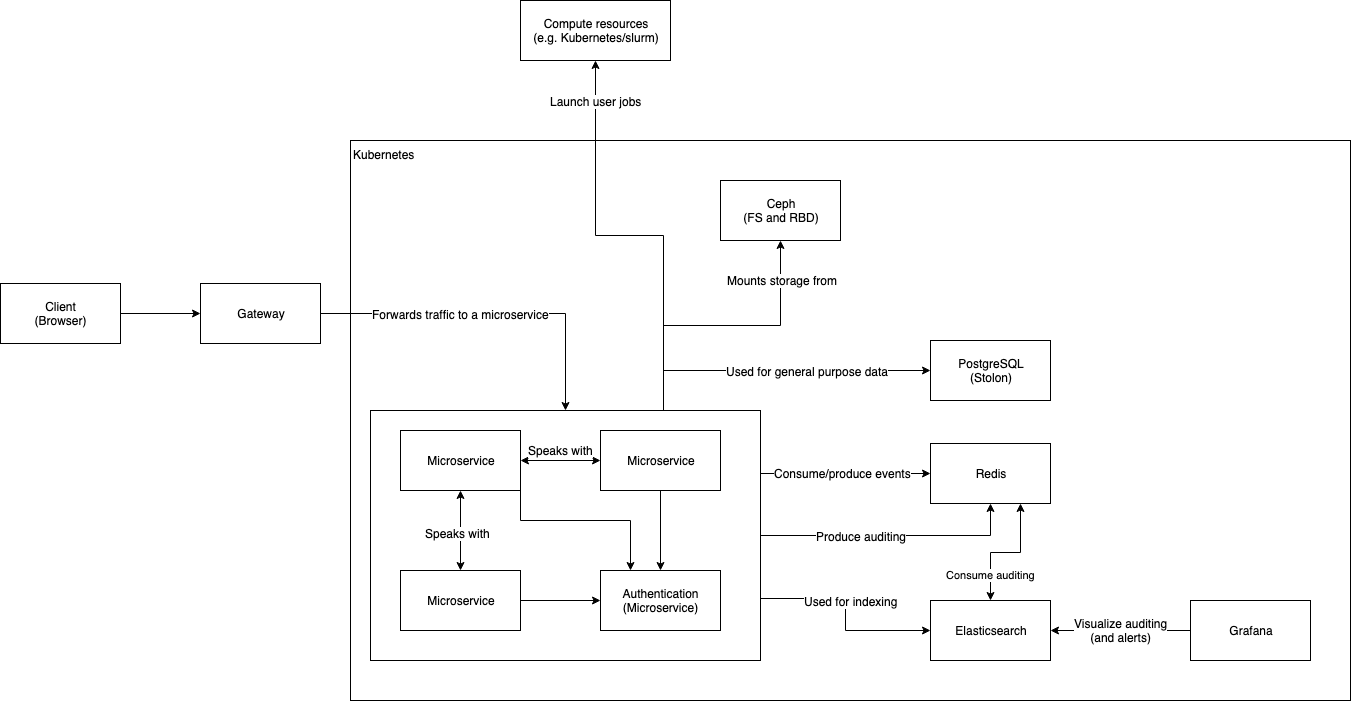 Compute resources
(e.g. Kubernetes/slurm)
Launch user jobs
Kubernetes
Ceph
(FS and RBD)
Mounts storage from
Client
(Browser)
Gateway
Forwards traffic to a microservice
PostgreSQL
(Stolon)
Used for general purpose data
Microservice
Speaks with
Microservice
Consume/produce events
Redis
Speaks with
Produce auditing
Consume auditing
Microservice
Authentication
(Microservice)
Used for indexing
Elasticsearch
Visualize auditing
(and alerts)
Grafana